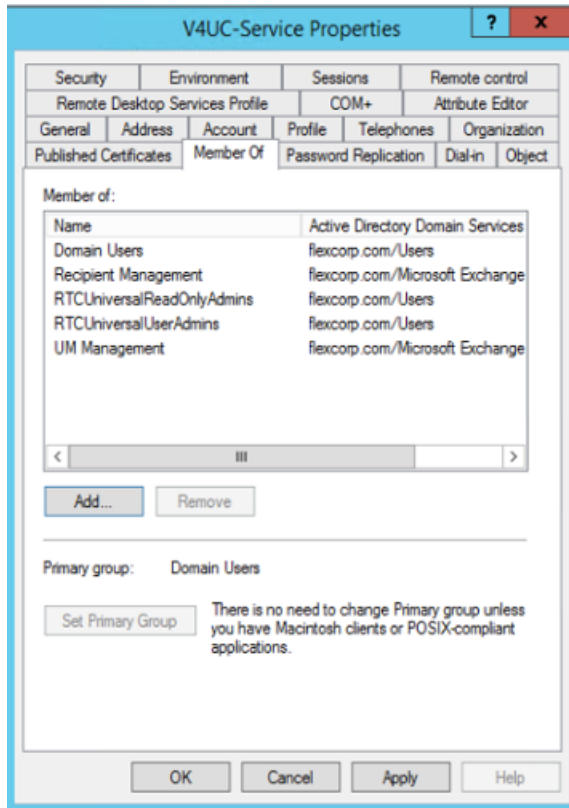 V4UC-Service Properties
? x
Security Environment Sessions Remote control
Remote Desktop Services Profile COM+ Attribute Editor
General Address Account Profile Telephones Organization
Published Certificates Member Of Password Replication Dial-in Object
Member of:
Name Active Directory Domain Services
Domain Users flexcorp.com/Users
Recipient Management flexcorp.com/Microsoft Exchange
RTCUniversalReadOnlyAdmins flexcorp.com/Users
RTCUniversalUserAdmins flexcorp.com/Users
UM Management flexcorp.com/Microsoft Exchange
Add... Remove
Primary group: Domain Users
Set Primary Group
There is no need to change Primary group unless
you have Macintosh clients or POSIX-compliant
applications.
OK Cancel Apply Help